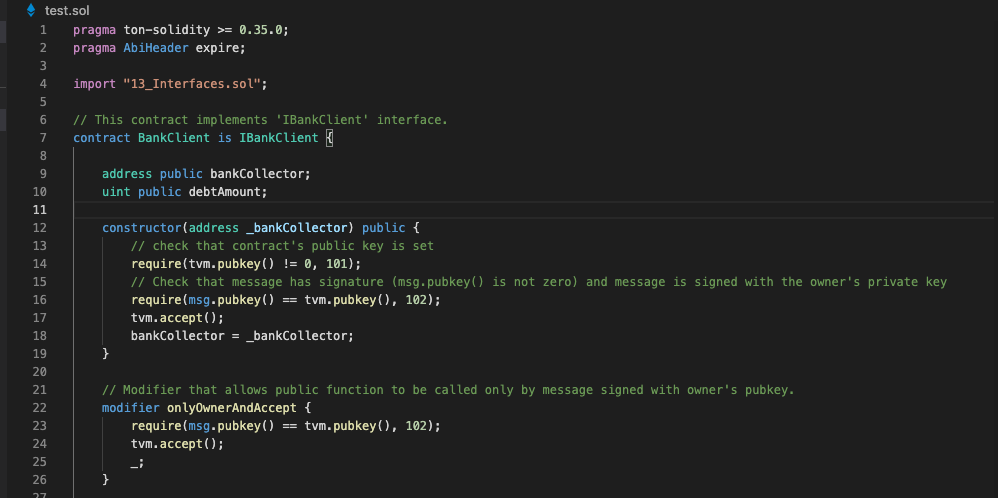 test.sol
1 pragma ton-solidity >= 0.35.0;
2 pragma AbiHeader expire;
3
4 import "13_Interfaces.sol";
5
6 // This contract implements 'IBankClient' interface.
7 contract BankClient is IBankClient {
8
9     address public bankCollector;
10     uint public debtAmount;
11
12     constructor(address _bankCollector) public {
13         // check that contract's public key is set
14         require(tvm.pubkey() != 0, 101);
15         // Check that message has signature (msg.pubkey() is not zero) and message is signed with the owner's private key
16         require(msg.pubkey() == tvm.pubkey(), 102);
17         tvm.accept();
18         bankCollector = _bankCollector;
19     }
20
21     // Modifier that allows public function to be called only by message signed with owner's pubkey.
22     modifier onlyOwnerAndAccept {
23         require(msg.pubkey() == tvm.pubkey(), 102);
24         tvm.accept();
25         _;
26     }
27